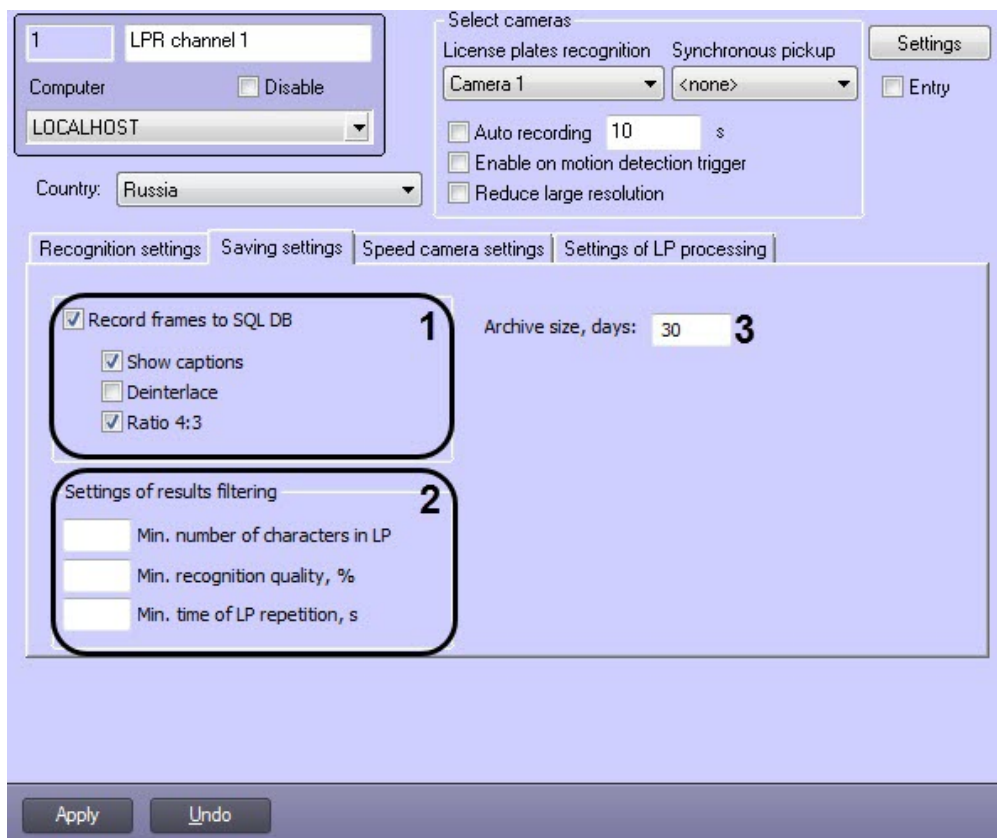 1
LPR channel 1
Computer
Disable
LOCALHOST
Country:
Russia
Select cameras
License plates recognition
Synchronous pickup
Camera 1
<none>
Auto recording
10
s
Enable on motion detection trigger
Reduce large resolution
Settings
Entry
Recognition settings
Saving settings
Speed camera settings
Settings of LP processing
Record frames to SQL DB
1
Show captions
Deinterlace
Ratio 4:3
Archive size, days:
30
3
Settings of results filtering
2
Min. number of characters in LP
Min. recognition quality, %
Min. time of LP repetition, s
Apply
Undo